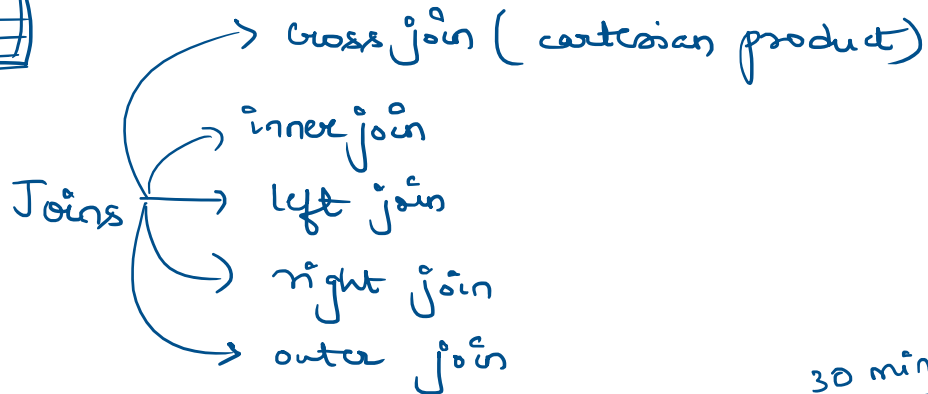 cross join (cartesian product)
inner join
Joins
left join
right join
outer join
30 min